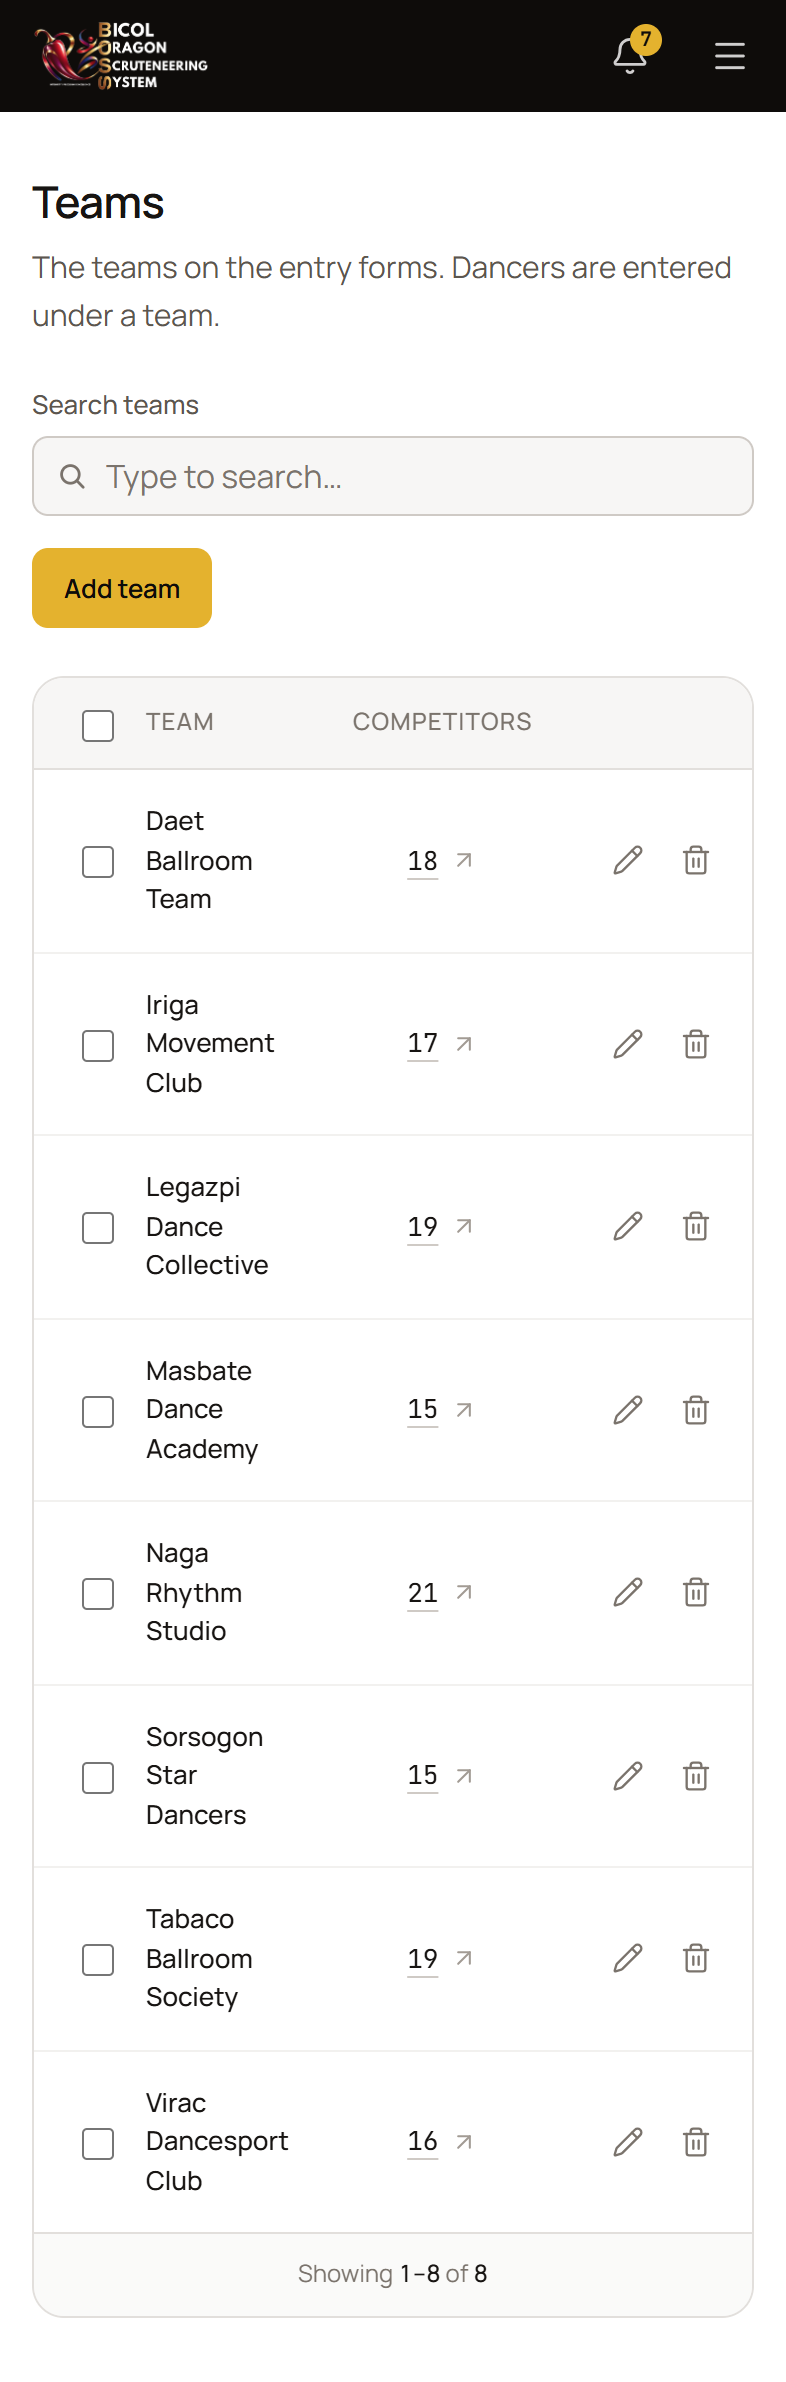 BICOL
DRAGON
SCRUTENEERING
SYSTEM
7
Teams
The teams on the entry forms. Dancers are entered
under a team.
Search teams
Type to search...
Add team
TEAM COMPETITORS
Daet
Ballroom
Team
18
Iriga
Movement
Club
17
Legazpi
Dance
Collective
19
Masbate
Dance
Academy
15
Naga
Rhythm
Studio
21
Sorsogon
Star
Dancers
15
Tabaco
Ballroom
Society
19
Virac
Dancesport
Club
16
Showing 1–8 of 8